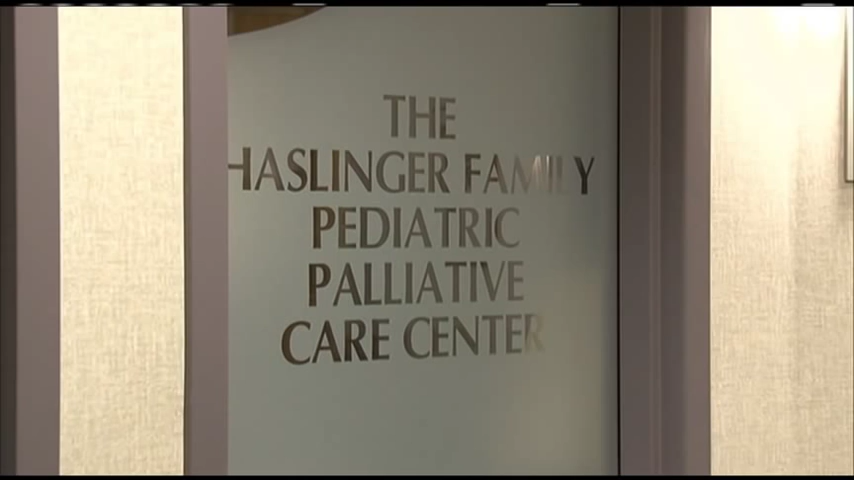 THE
HASLINGER FAMILY
PEDIATRIC
PALLIATIVE
CARE CENTER